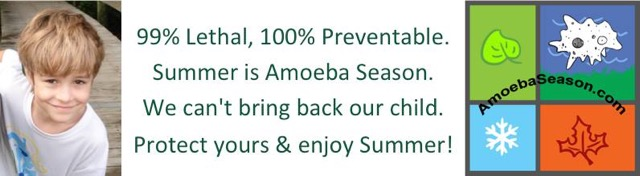 99% Lethal, 100% Preventable.
Summer is Amoeba Season.
We can't bring back our child.
Protect yours & enjoy Summer!
AmoebaSeason.com